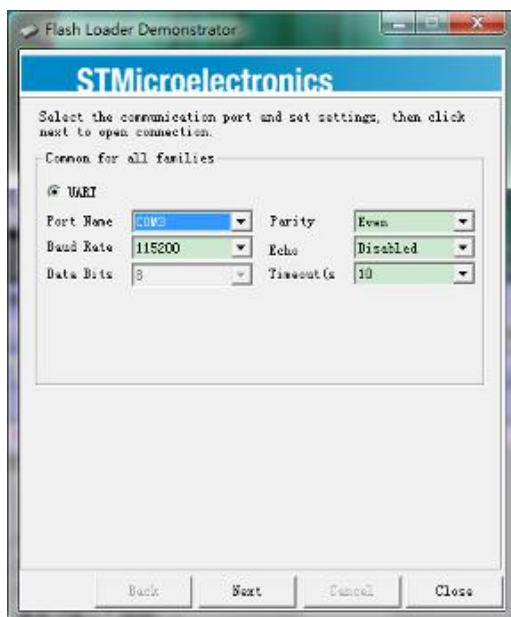 Flash Loader Demonstrator
STMicroelectronics
Select the communication port and set settings, then click
next to open connection.
Common for all families
UART
Port Name COM3 Parity Even
Baud Rate 115200 Echo Disabled
Data Bits 8 Timeout(s 10
Back Next Cancel Close